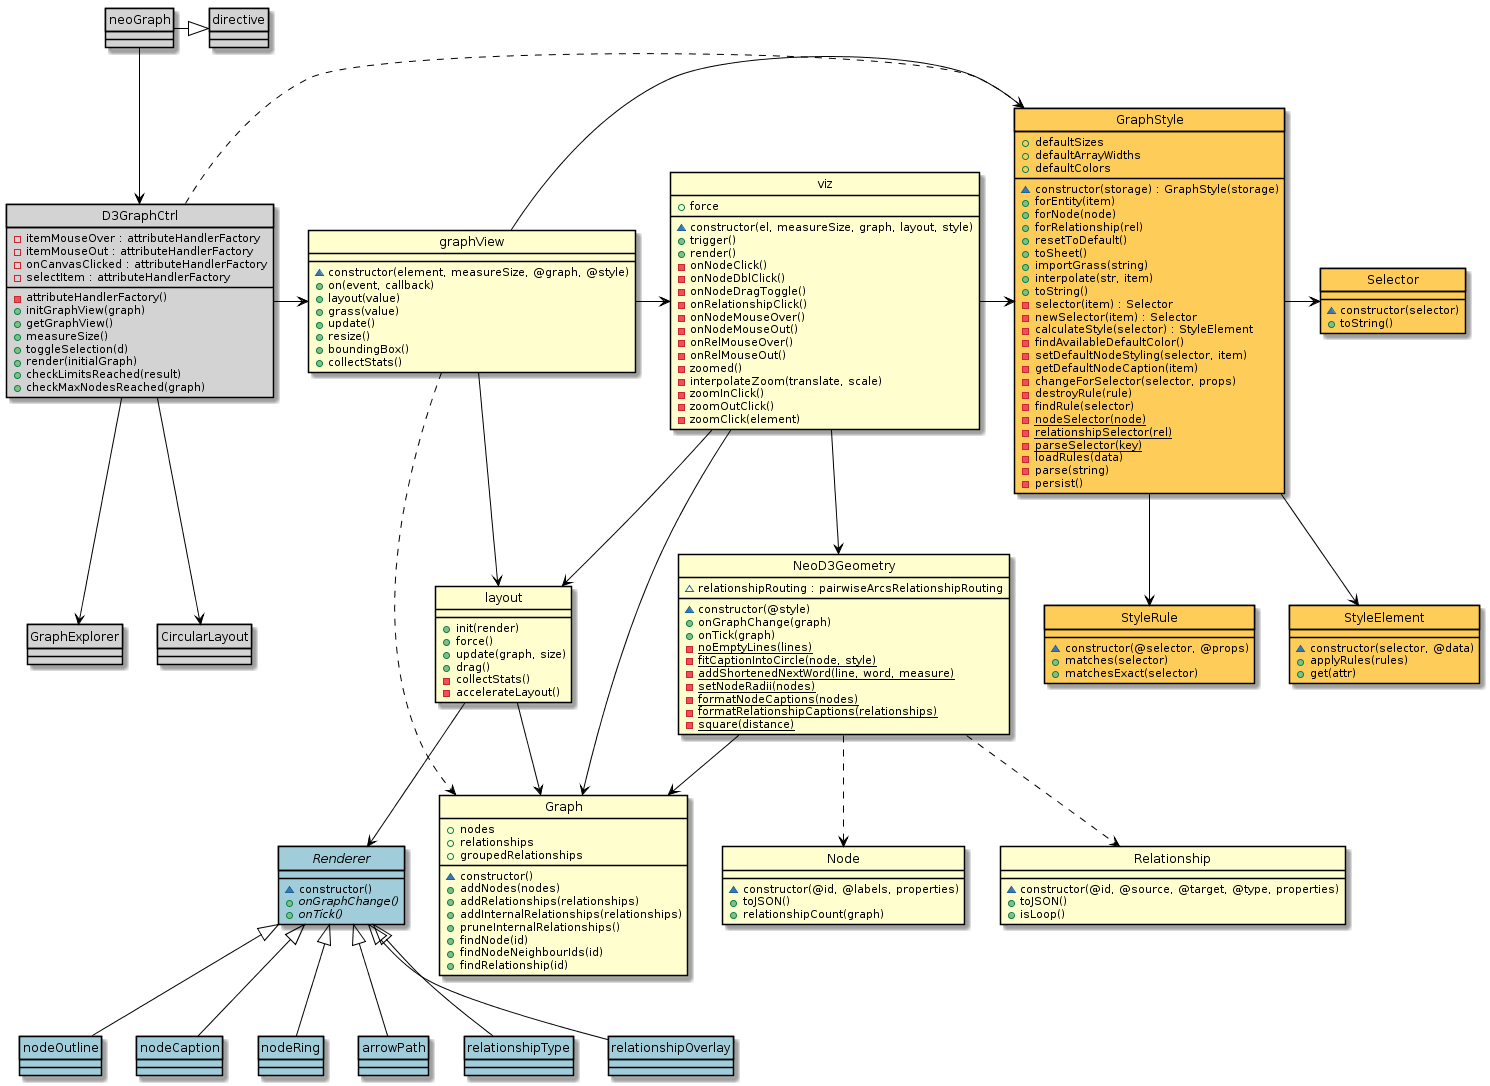 neoGraph
directive
D3GraphCtrl
itemMouseOver : attributeHandlerFactory
itemMouseOut : attributeHandlerFactory
onCanvasClicked : attributeHandlerFactory
selectItem : attributeHandlerFactory
attributeHandlerFactory()
initGraphView(graph)
getGraphView()
measureSize()
toggleSelection(d)
render(initialGraph)
checkLimitsReached(result)
checkMaxNodesReached(graph)
graphView
constructor(element, measureSize, @graph, @style)
on(event, callback)
layout(value)
grass(value)
update()
resize()
boundingBox()
collectStats()
viz
force
constructor(el, measureSize, graph, layout, style)
trigger()
render()
onNodeClick()
onNodeDblClick()
onNodeDragToggle()
onRelationshipClick()
onNodeMouseOver()
onNodeMouseOut()
onRelMouseOver()
onRelMouseOut()
zoomed()
interpolateZoom(translate, scale)
zoomInClick()
zoomOutClick()
zoomClick(element)
GraphStyle
defaultSizes
defaultArrayWidths
defaultColors
constructor(storage) : GraphStyle(storage)
forEntity(item)
forNode(node)
forRelationship(rel)
resetToDefault()
toSheet()
importGrass(string)
interpolate(str, item)
toString()
selector(item) : Selector
newSelector(item) : Selector
calculateStyle(selector) : StyleElement
findAvailableDefaultColor()
setDefaultNodeStyling(selector, item)
getDefaultNodeCaption(item)
changeForSelector(selector, props)
destroyRule(rule)
findRule(selector)
nodeSelector(node)
relationshipSelector(rel)
parseSelector(key)
loadRules(data)
parse(string)
persist()
Selector
constructor(selector)
toString()
GraphExplorer
CircularLayout
layout
init(render)
force()
update(graph, size)
drag()
collectStats()
accelerateLayout()
NeoD3Geometry
relationshipRouting : pairwiseArcsRelationshipRouting
constructor(@style)
onGraphChange(graph)
onTick(graph)
noEmptyLines(lines)
fitCaptionIntoCircle(node, style)
addShortenedNextWord(line, word, measure)
setNodeRadii(nodes)
formatNodeCaptions(nodes)
formatRelationshipCaptions(relationships)
square(distance)
StyleRule
constructor(@selector, @props)
matches(selector)
matchesExact(selector)
StyleElement
constructor(selector, @data)
applyRules(rules)
get(attr)
Renderer
constructor()
onGraphChange()
onTick()
Graph
nodes
relationships
groupedRelationships
constructor()
addNodes(nodes)
addRelationships(relationships)
addInternalRelationships(relationships)
pruneInternalRelationships()
findNode(id)
findNodeNeighbourIds(id)
findRelationship(id)
Node
constructor(@id, @labels, properties)
toJSON()
relationshipCount(graph)
Relationship
constructor(@id, @source, @target, @type, properties)
toJSON()
isLoop()
nodeOutline
nodeCaption
nodeRing
arrowPath
relationshipType
relationshipOverlay